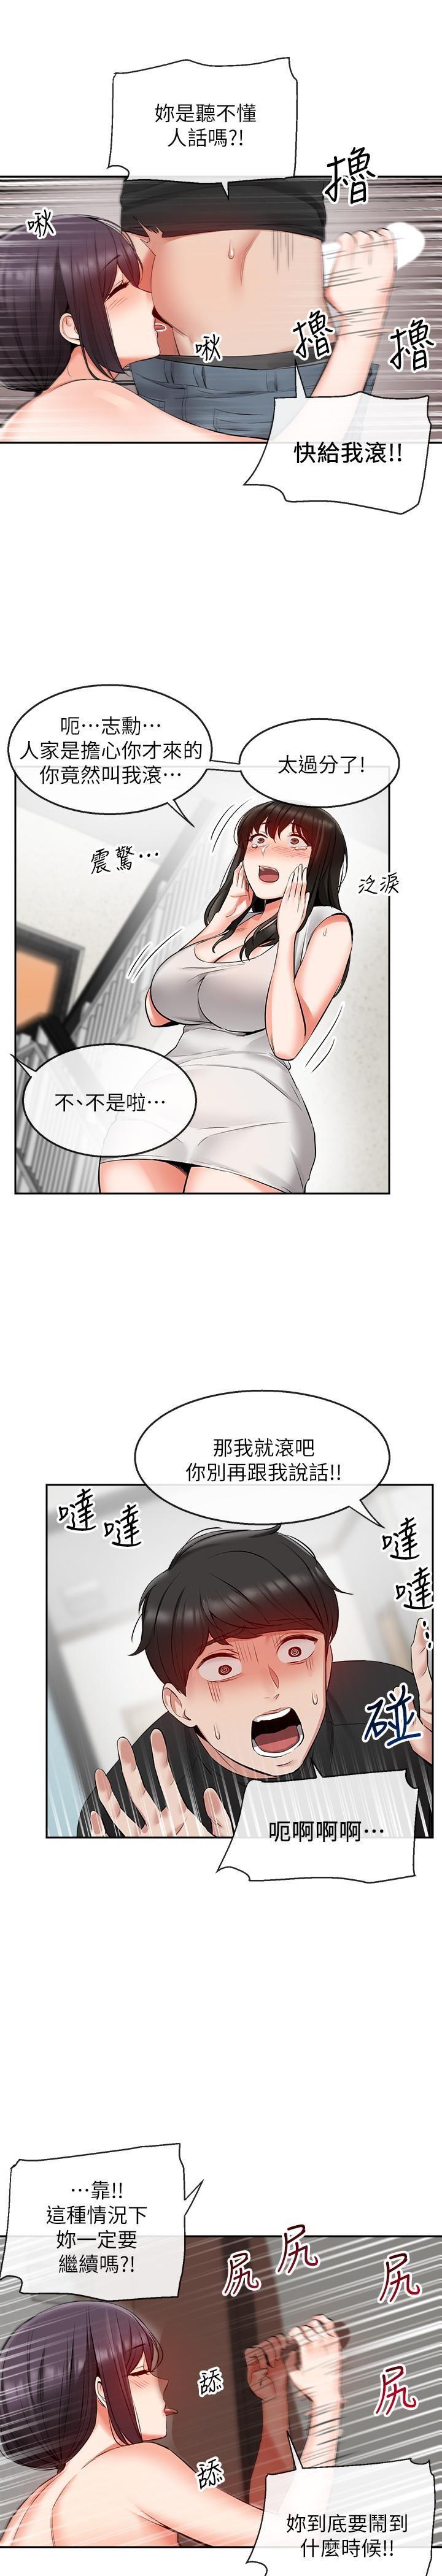 妳是聽不懂
人話嗎?!
擼
啾
啾
擼
擼
快給我滾!!
呃…志勳…
人家是擔心你才來的
你竟然叫我滾…
太過分了!
震驚…
泛淚
不、不是啦…
那我就滾吧
你別再跟我說話!!
噠
噠
噠
噠…
碰
呃啊啊啊…
…靠!!
這種情況下
妳一定要
繼續嗎?!
尻
尻
尻
尻
舔
舔
妳到底要鬧到
什麼時候!!